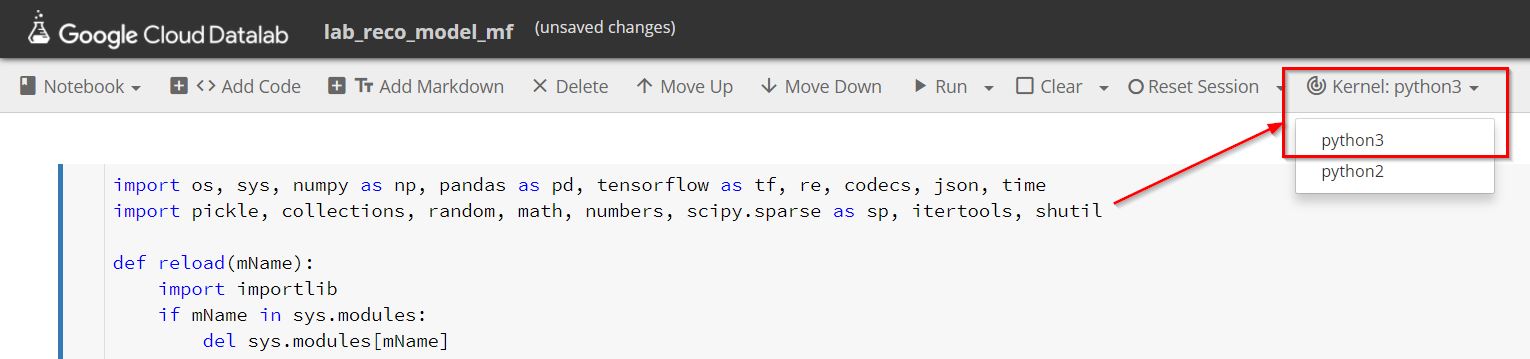 Google Cloud Datalab lab_reco_model_mf (unsaved changes)
Notebook <> Add Code Tr Add Markdown Delete Move Up Move Down Run Clear Reset Session Kernel: python3
python3
python2
import os, sys, numpy as np, pandas as pd, tensorflow as tf, re, codecs, json, time
import pickle, collections, random, math, numbers, scipy.sparse as sp, itertools, shutil
def reload(mName):
    import importlib
    if mName in sys.modules:
        del sys.modules[mName]